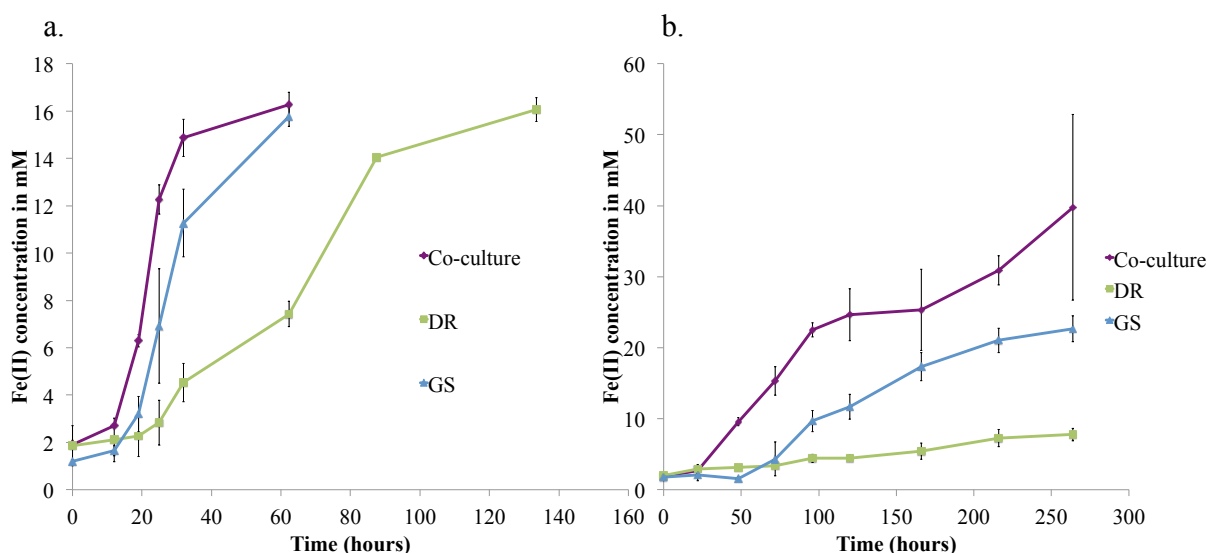 a.
Fe(II) concentration in mM
18
16
14
12
10
8
6
4
2
0
0 20 40 60 80 100 120 140 160
Time (hours)
Co-culture
DR
GS
b.
Fe(II) concentration in mM
60
50
40
30
20
10
0
0 50 100 150 200 250 300
Time (hours)
Co-culture
DR
GS